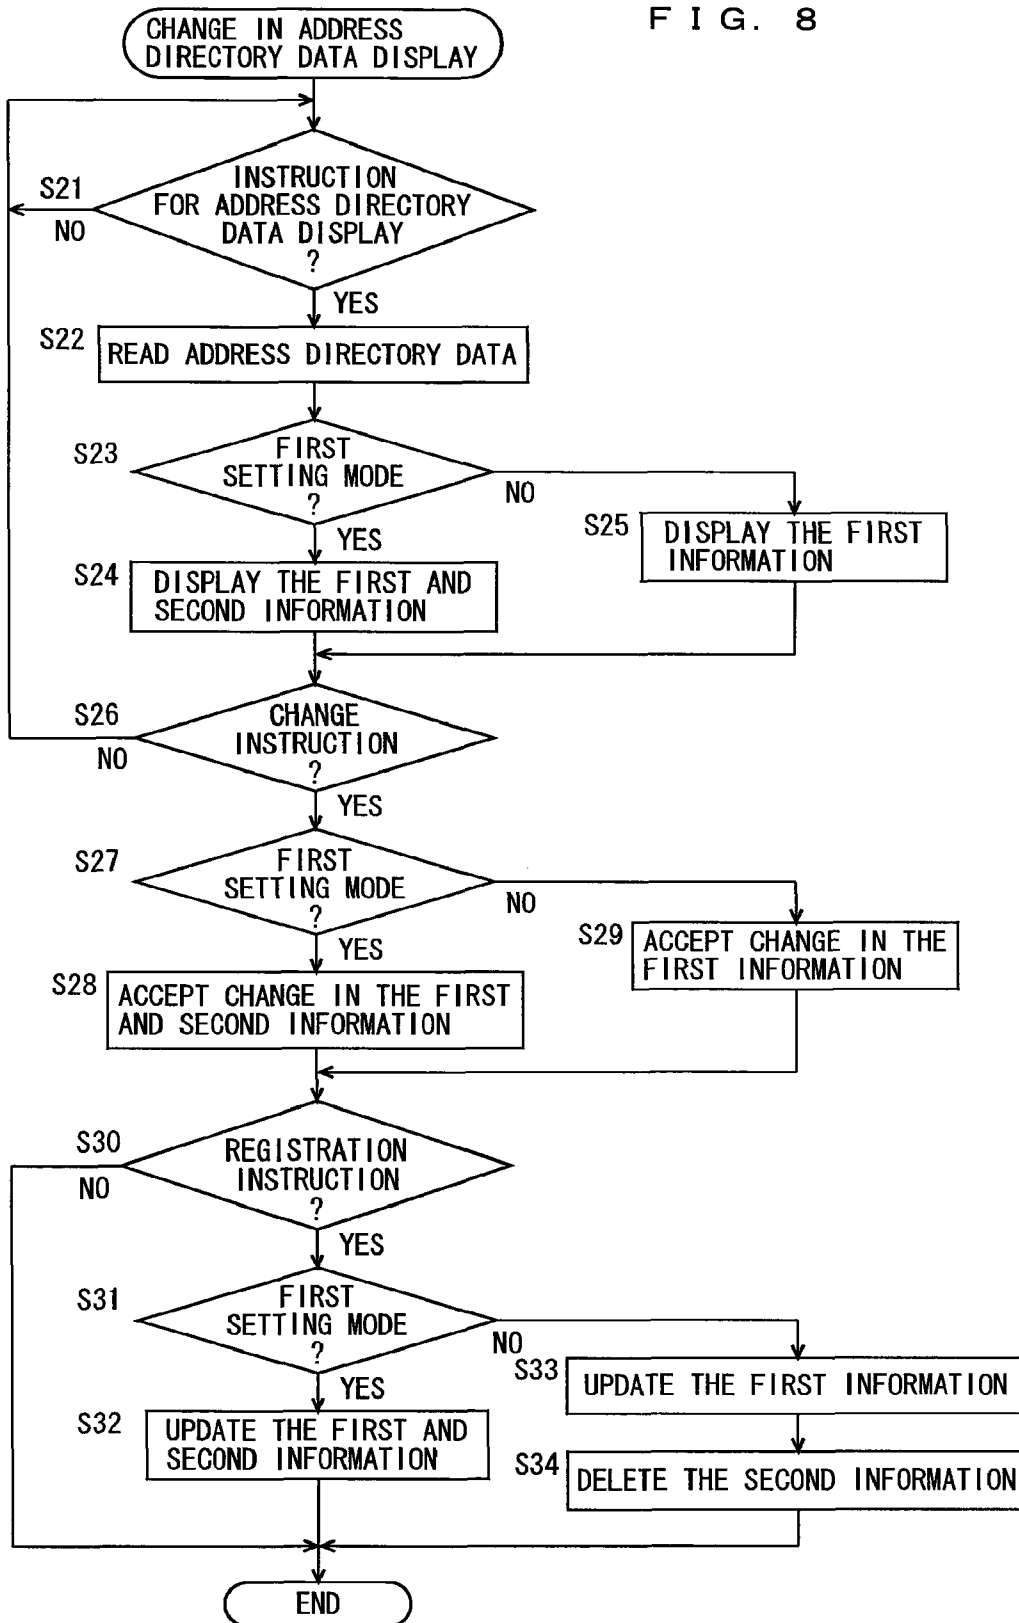 FIG. 8
CHANGE IN ADDRESS
DIRECTORY DATA DISPLAY
S21
INSTRUCTION
FOR ADDRESS DIRECTORY
DATA DISPLAY
?
NO
YES
S22
READ ADDRESS DIRECTORY DATA
S23
FIRST
SETTING MODE
?
NO
YES
S25
DISPLAY THE FIRST
INFORMATION
S24
DISPLAY THE FIRST AND
SECOND INFORMATION
S26
CHANGE
INSTRUCTION
?
NO
YES
S27
FIRST
SETTING MODE
?
NO
YES
S29
ACCEPT CHANGE IN THE
FIRST INFORMATION
S28
ACCEPT CHANGE IN THE FIRST
AND SECOND INFORMATION
S30
REGISTRATION
INSTRUCTION
?
NO
YES
S31
FIRST
SETTING MODE
?
NO
YES
S33
UPDATE THE FIRST INFORMATION
S32
UPDATE THE FIRST AND
SECOND INFORMATION
S34
DELETE THE SECOND INFORMATION
END